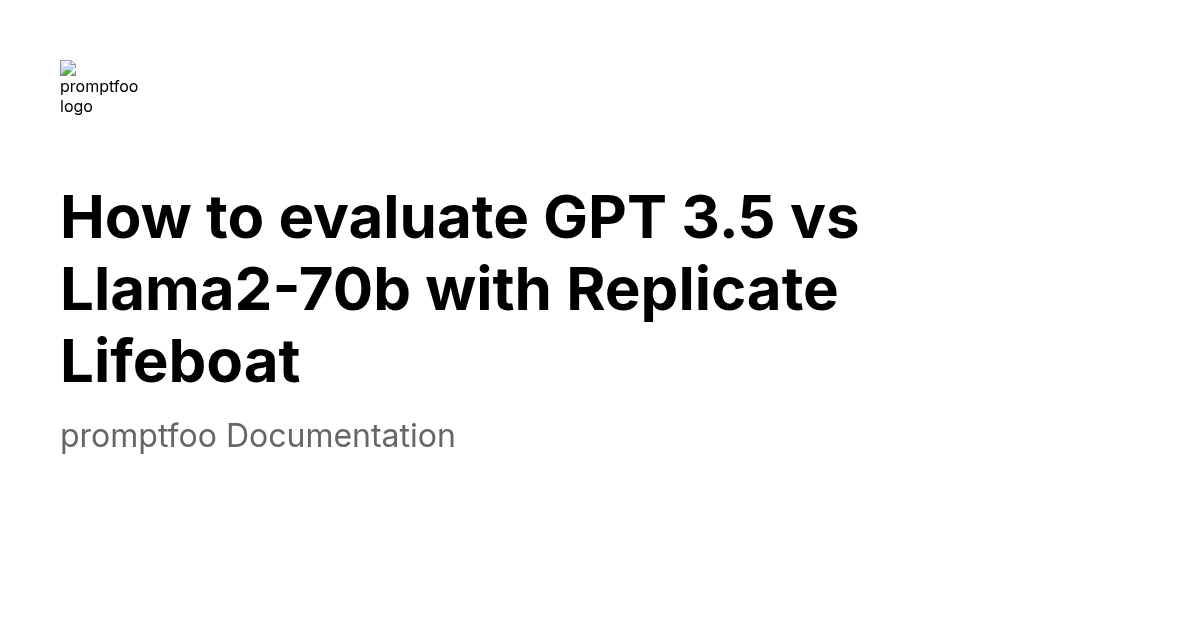 promptfoo
logo
How to evaluate GPT 3.5 vs
Llama2-70b with Replicate
Lifeboat
promptfoo Documentation